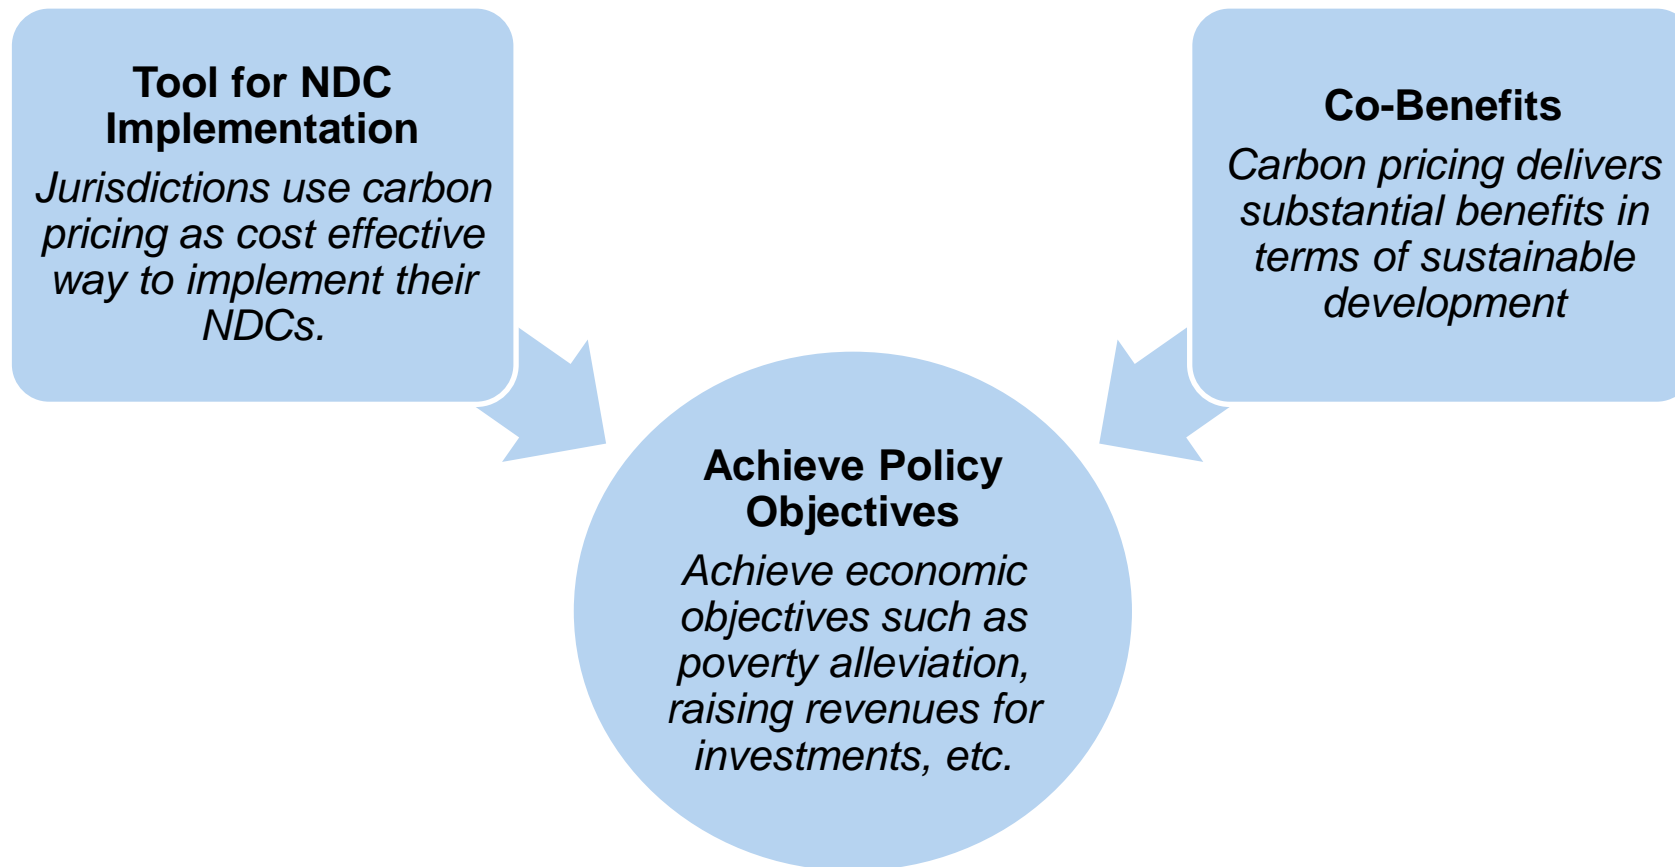 Tool for NDC
Implementation
Jurisdictions use carbon
pricing as cost effective
way to implement their
NDCs.
Co-Benefits
Carbon pricing delivers
substantial benefits in
terms of sustainable
development
Achieve Policy
Objectives
Achieve economic
objectives such as
poverty alleviation,
raising revenues for
investments, etc.